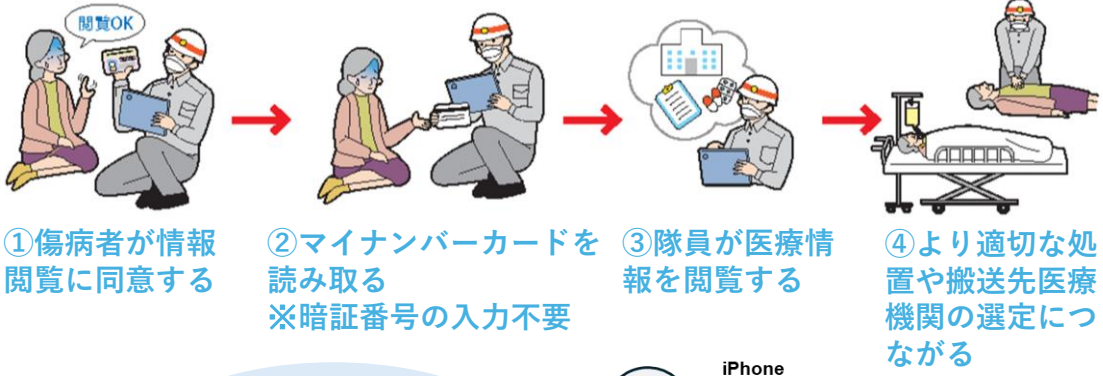 閲覧OK
①傷病者が情報
閲覧に同意する
②マイナンバーカードを
読み取る
※暗証番号の入力不要
③隊員が医療情
報を閲覧する
④より適切な処
置や搬送先医療
機関の選定につ
ながる
iPhone